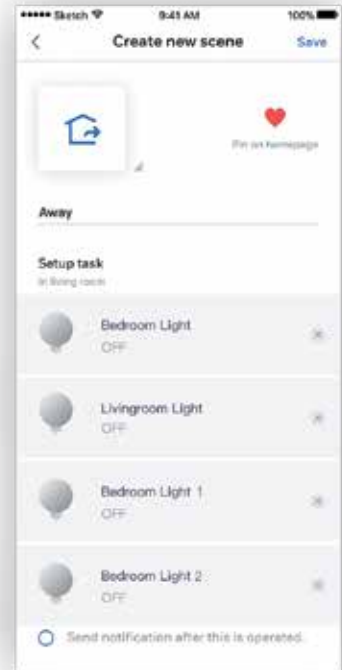 Sketch 9:41 AM 100%
Create new scene Save
Pin on homepage
Away
Setup task
in living room
Bedroom Light
OFF
Livingroom Light
OFF
Bedroom Light 1
OFF
Bedroom Light 2
OFF
Send notification after this is operated.